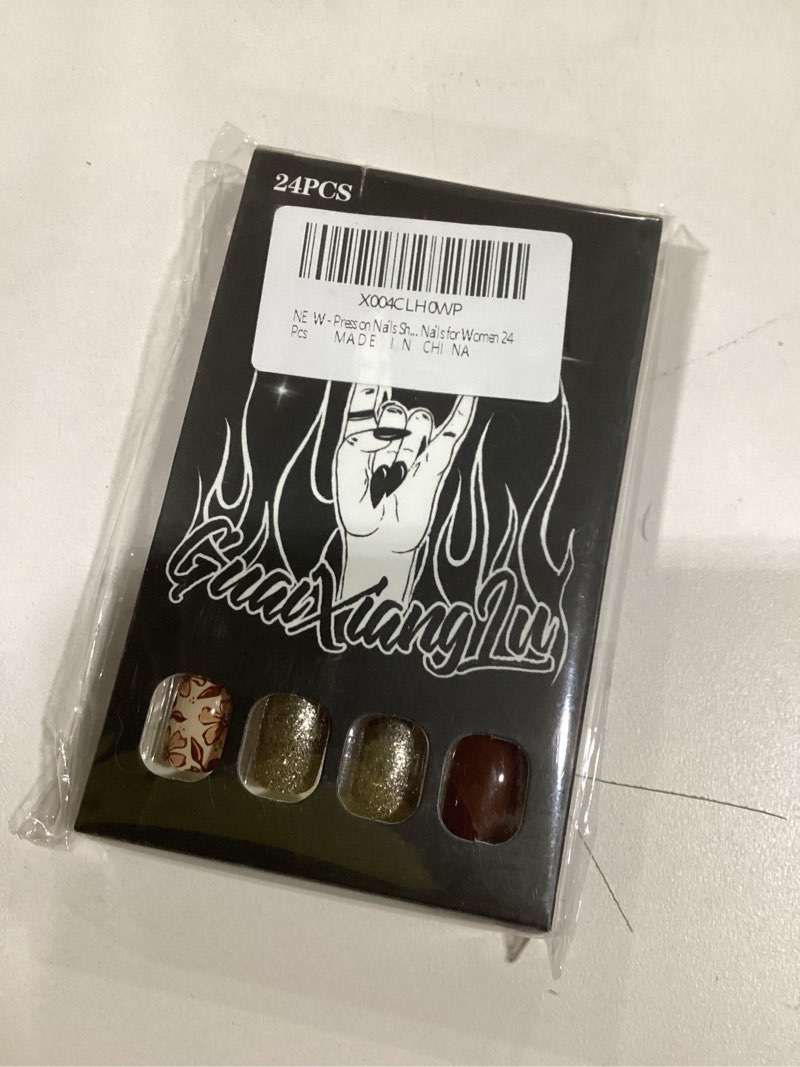 24PCS
X004CLH0WP
NEW - Press on Nails Sh... Nails for Women 24
Pcs MADE IN CHINA
GuaiXiangLu